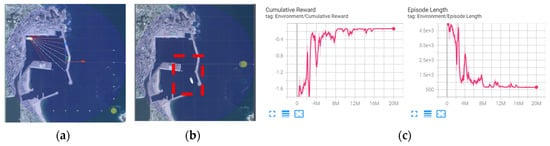 Cumulative Reward
tag: Environment/Cumulative Reward
-0.4
-0.8
-1.2
-1.6
0 4M 8M 12M 16M 20M
Episode Length
tag: Environment/Episode Length
4.5e+3
3.5e+3
2.5e+3
1.5e+3
500
0 4M 8M 12M 16M 20M
(a) (b) (c)